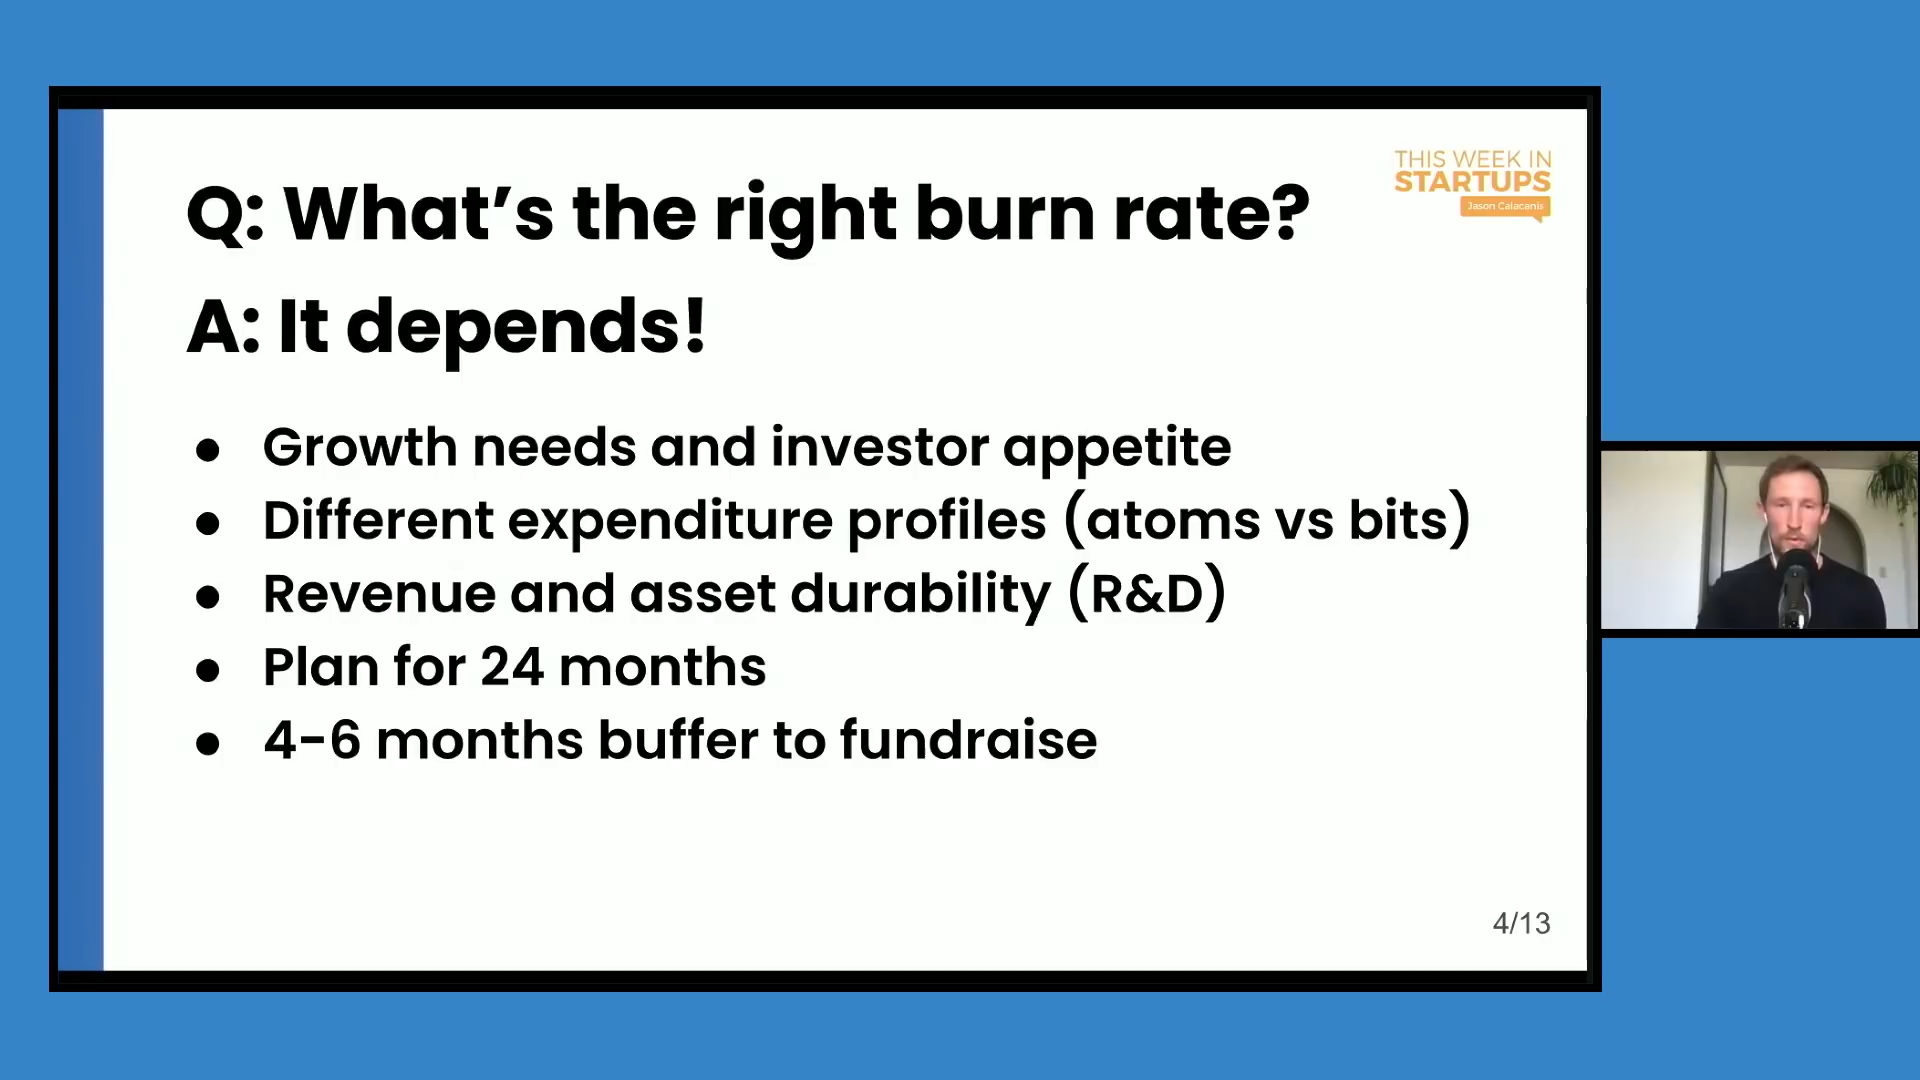 THIS WEEK IN
STARTUPS
Jason Calacanis
Q: What’s the right burn rate?
A: It depends!
● Growth needs and investor appetite
● Different expenditure profiles (atoms vs bits)
● Revenue and asset durability (R&D)
● Plan for 24 months
● 4-6 months buffer to fundraise
4/13